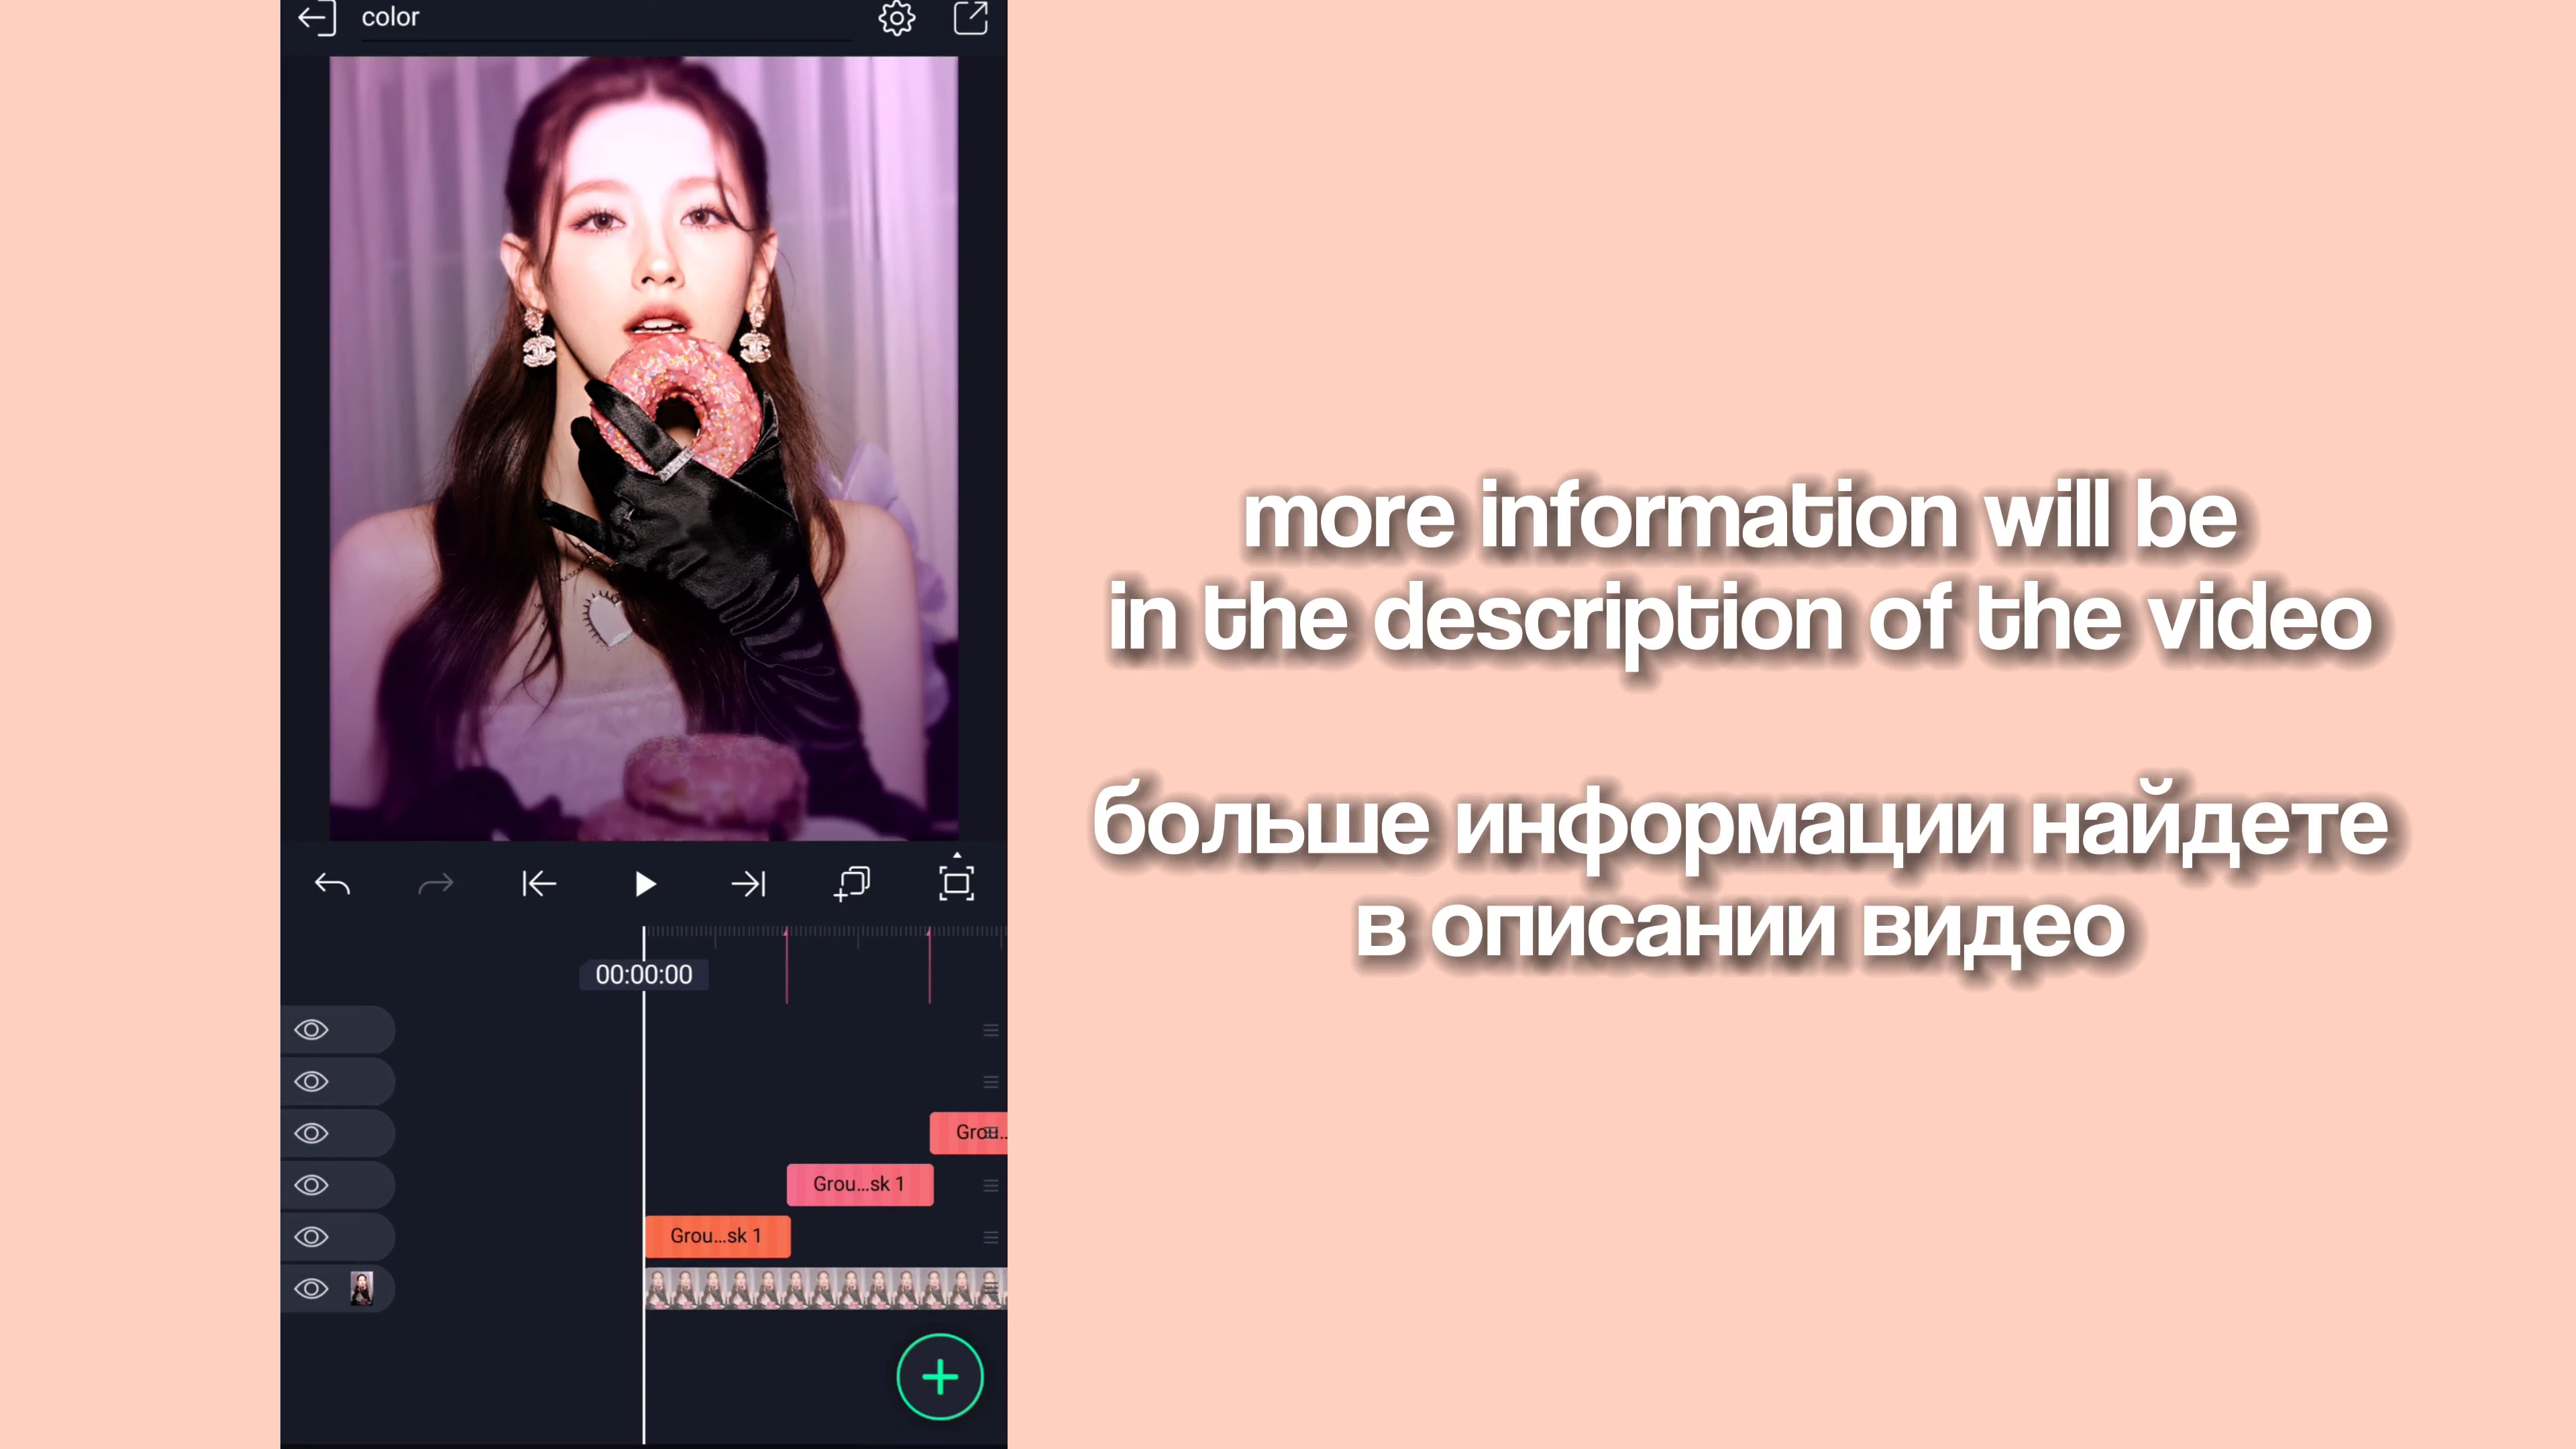 color
more information will be
in the description of the video
больше информации найдете
в описании видео
00:00:00
Grou...
Grou...sk 1
Grou...sk 1